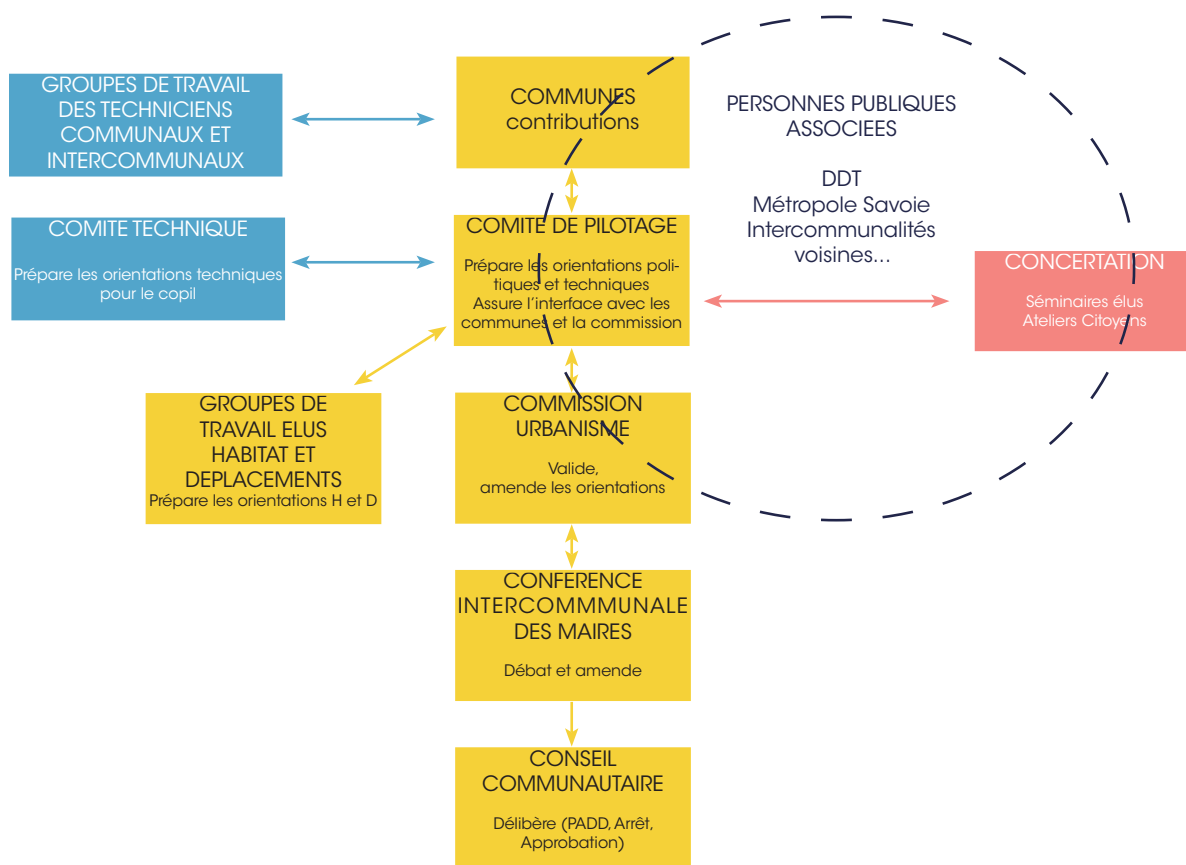 GROUPES DE TRAVAIL
DES TECHNICIENS
COMMUNAUX ET
INTERCOMMUNAUX
COMMUNES
contributions
PERSONNES PUBLIQUES
ASSOCIEES
DDT
Métropole Savoie
Intercommunalités
voisines...
COMITE TECHNIQUE
Prépare les orientations techniques
pour le copil
COMITE DE PILOTAGE
Prépare les orientations poli-
tiques et techniques
Assure l'interface avec les
communes et la commission
CONCERTATION
Séminaires élus
Ateliers Citoyens
GROUPES DE
TRAVAIL ELUS
HABITAT ET
DEPLACEMENTS
Prépare les orientations H et D
COMMISSION
URBANISME
Valide,
amende les orientations
CONFERENCE
INTERCOMMMUNALE
DES MAIRES
Débat et amende
CONSEIL
COMMUNAUTAIRE
Délibère (PADD, Arrêt,
Approbation)